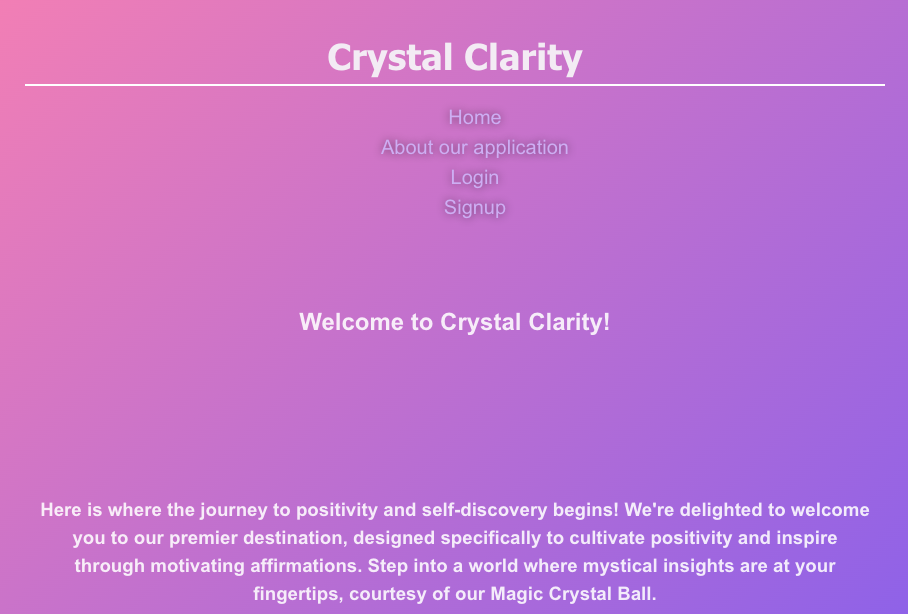 Crystal Clarity
Home
About our application
Login
Signup
Welcome to Crystal Clarity!
Here is where the journey to positivity and self-discovery begins! We're delighted to welcome
you to our premier destination, designed specifically to cultivate positivity and inspire
through motivating affirmations. Step into a world where mystical insights are at your
fingertips, courtesy of our Magic Crystal Ball.